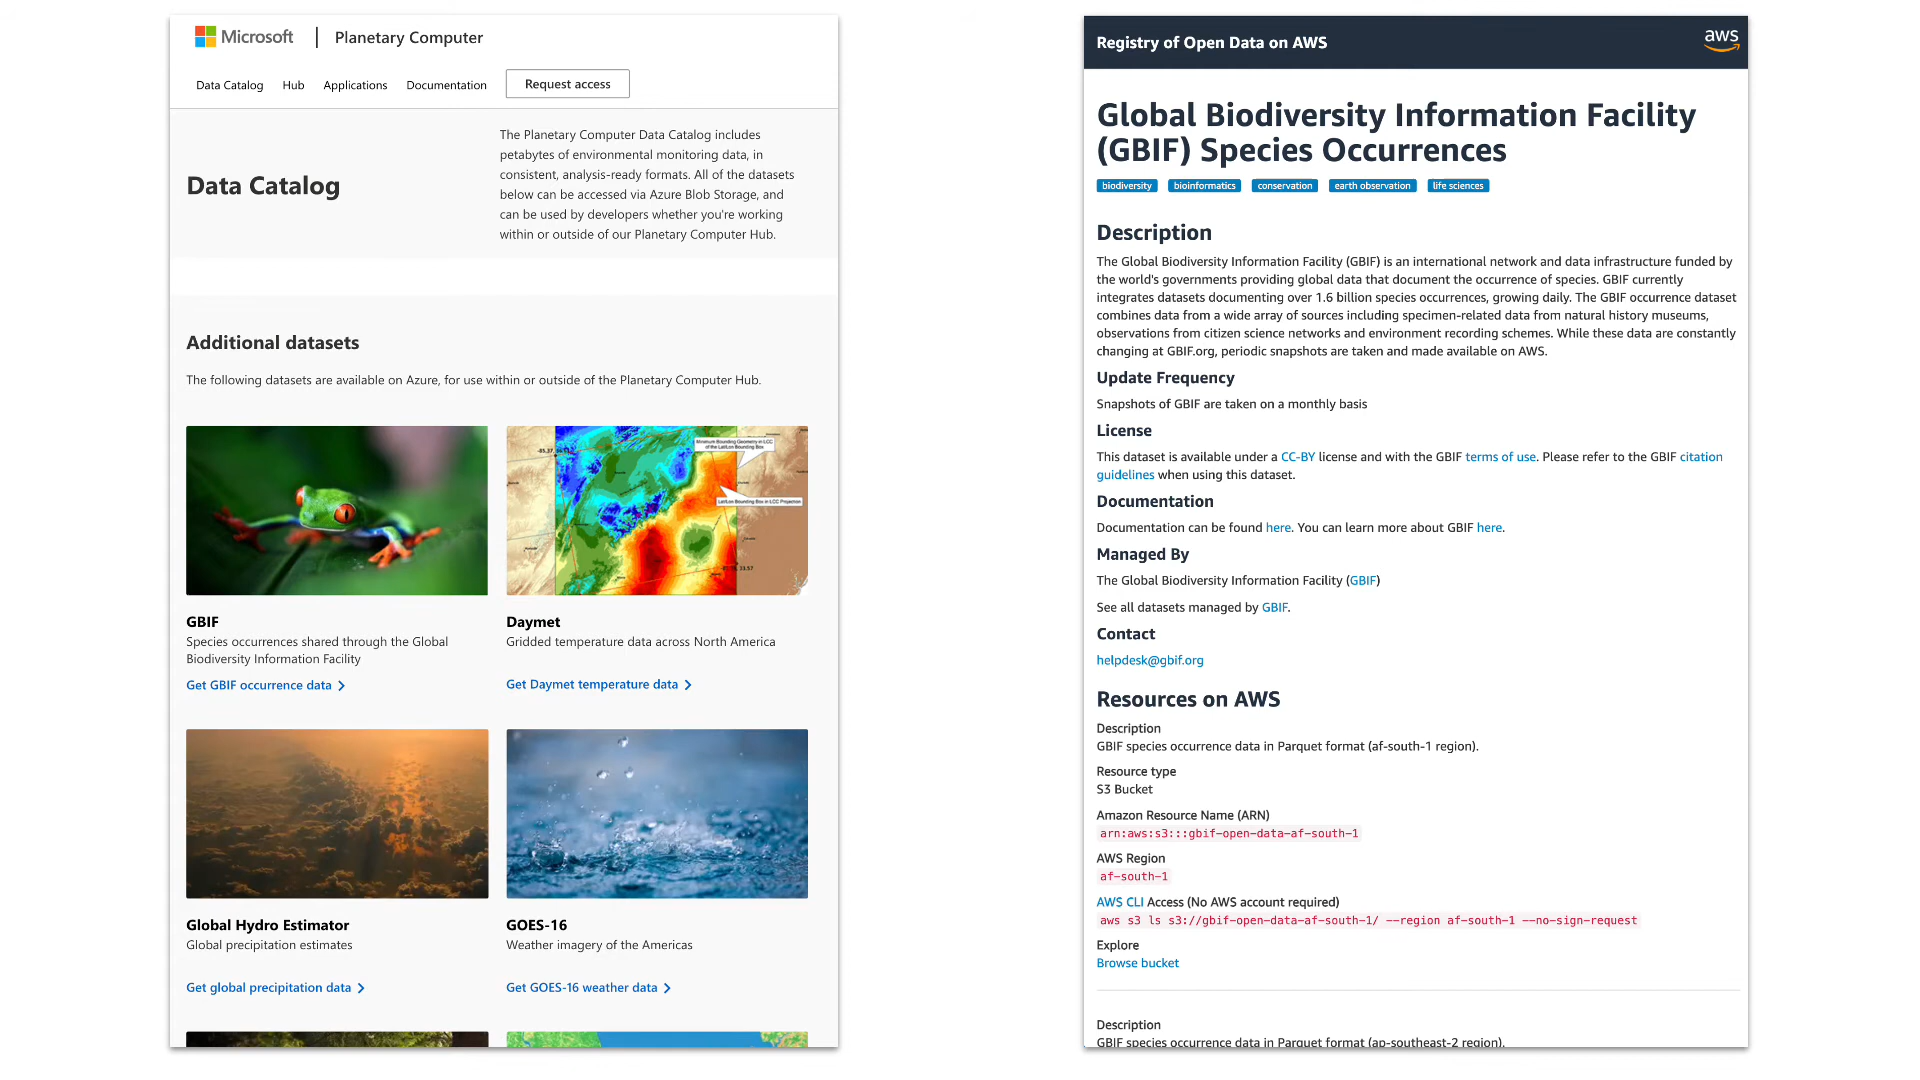 Microsoft | Planetary Computer
Data Catalog Hub Applications Documentation Request access
Data Catalog
The Planetary Computer Data Catalog includes
petabytes of environmental monitoring data, in
consistent, analysis-ready formats. All of the datasets
below can be accessed via Azure Blob Storage, and
can be used by developers whether you're working
within or outside of our Planetary Computer Hub.
Additional datasets
The following datasets are available on Azure, for use within or outside of the Planetary Computer Hub.
Minimum Bounding Geometry in LCC
of the Lat/Lon Bounding Box
Lat/Lon Bounding Box in LCC Projection
GBIF
Species occurrences shared through the Global
Biodiversity Information Facility
Get GBIF occurrence data
Daymet
Gridded temperature data across North America
Get Daymet temperature data
Global Hydro Estimator
Global precipitation estimates
Get global precipitation data
GOES-16
Weather imagery of the Americas
Get GOES-16 weather data
Registry of Open Data on AWS
aws
Global Biodiversity Information Facility
(GBIF) Species Occurrences
biodiversity bioinformatics conservation earth observation life sciences
Description
The Global Biodiversity Information Facility (GBIF) is an international network and data infrastructure funded by
the world's governments providing global data that document the occurrence of species. GBIF currently
integrates datasets documenting over 1.6 billion species occurrences, growing daily. The GBIF occurrence dataset
combines data from a wide array of sources including specimen-related data from natural history museums,
observations from citizen science networks and environment recording schemes. While these data are constantly
changing at GBIF.org, periodic snapshots are taken and made available on AWS.
Update Frequency
Snapshots of GBIF are taken on a monthly basis
License
This dataset is available under a CC-BY license and with the GBIF terms of use. Please refer to the GBIF citation
guidelines when using this dataset.
Documentation
Documentation can be found here. You can learn more about GBIF here.
Managed By
The Global Biodiversity Information Facility (GBIF)
See all datasets managed by GBIF.
Contact
helpdesk@gbif.org
Resources on AWS
Description
GBIF species occurrence data in Parquet format (af-south-1 region).
Resource type
S3 Bucket
Amazon Resource Name (ARN)
arn:aws:s3:::gbif-open-data-af-south-1
AWS Region
af-south-1
AWS CLI Access (No AWS account required)
aws s3 ls s3://gbif-open-data-af-south-1/ --region af-south-1 --no-sign-request
Explore
Browse bucket
Description
GBIF species occurrence data in Parquet format (ap-southeast-2 region).